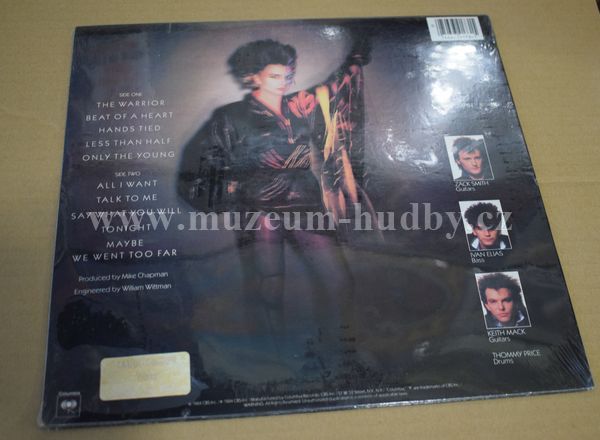 SIDE ONE
THE WARRIOR
BEAT OF A HEART
HANDS TIED
LESS THAN HALF
ONLY THE YOUNG
SIDE TWO
ALL I WANT
TALK TO ME
SAY WHAT YOU WILL
TONIGHT
MAYBE
WE WENT TOO FAR
Produced by Mike Chapman
Engineered by William Wittman
www.muzeum-hudby.cz
ZACK SMITH
Guitars
IVAN ELIAS
Bass
KEITH MACK
Guitars
THOMMY PRICE
Drums
Columbia